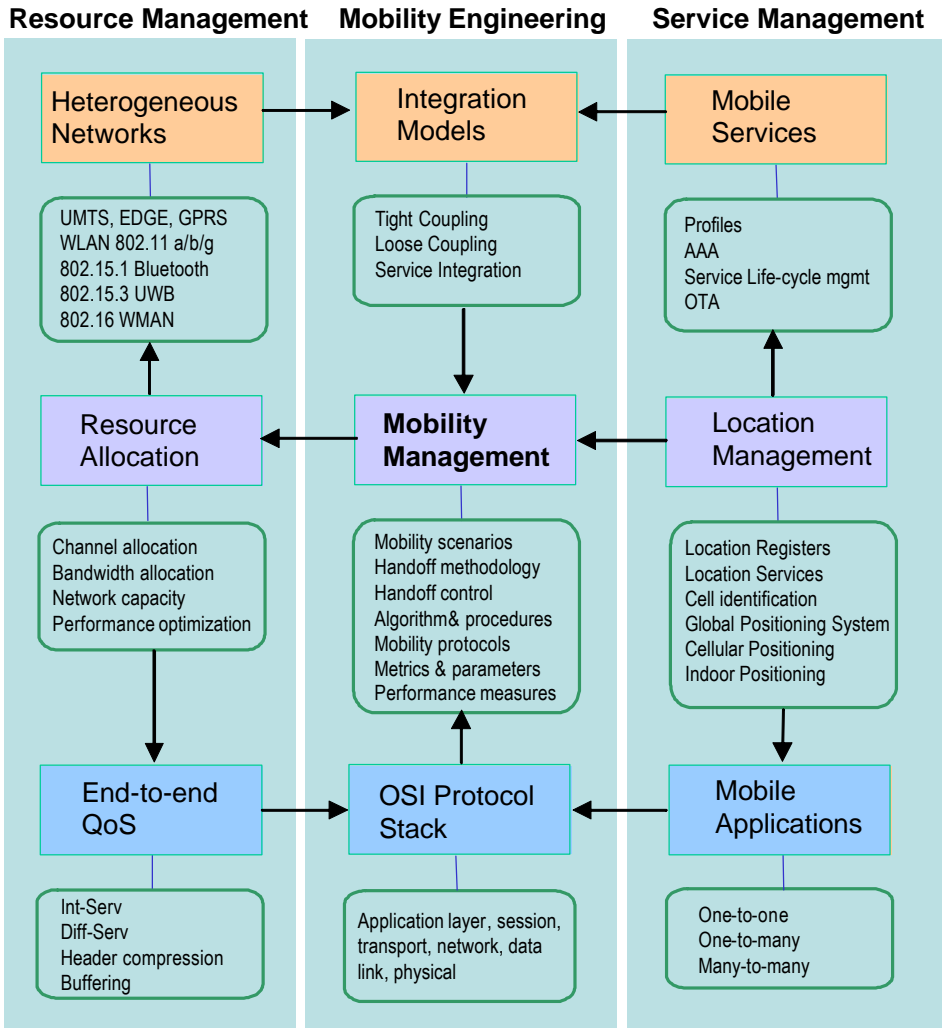 Resource Management
Mobility Engineering
Service Management
Heterogeneous
Networks
Integration
Models
Mobile
Services
UMTS, EDGE, GPRS
WLAN 802.11 a/b/g
802.15.1 Bluetooth
802.15.3 UWB
802.16 WMAN
Tight Coupling
Loose Coupling
Service Integration
Profiles
AAA
Service Life-cycle mgmt
OTA
Resource
Allocation
Mobility
Management
Location
Management
Channel allocation
Bandwidth allocation
Network capacity
Performance optimization
Mobility scenarios
Handoff methodology
Handoff control
Algorithm& procedures
Mobility protocols
Metrics & parameters
Performance measures
Location Registers
Location Services
Cell identification
Global Positioning System
Cellular Positioning
Indoor Positioning
End-to-end
QoS
OSI Protocol
Stack
Mobile
Applications
Int-Serv
Diff-Serv
Header compression
Buffering
Application layer, session,
transport, network, data
link, physical
One-to-one
One-to-many
Many-to-many